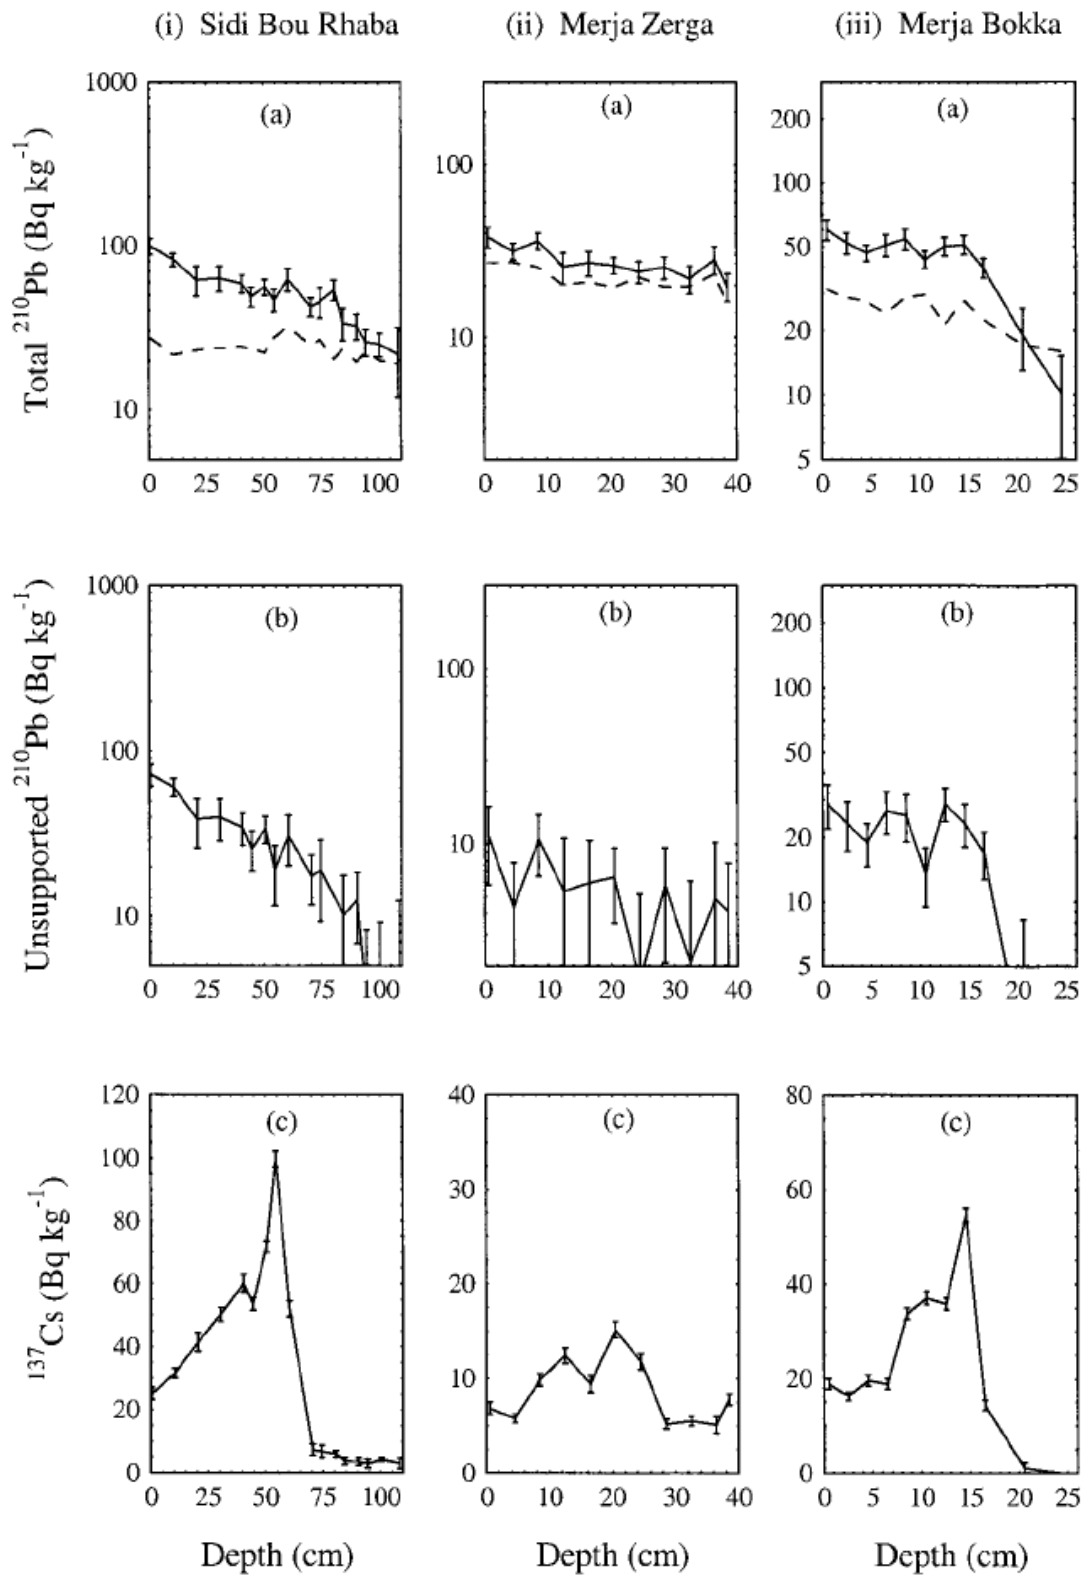 (i) Sidi Bou Rhaba (ii) Merja Zerga (iii) Merja Bokka
Total ²¹⁰Pb (Bq kg⁻¹)
(a)
1000
100
10
0 25 50 75 100
(a)
100
10
0 10 20 30 40
(a)
200
100
50
20
10
5
0 5 10 15 20 25
Unsupported ²¹⁰Pb (Bq kg⁻¹)
(b)
1000
100
10
0 25 50 75 100
(b)
100
10
0 10 20 30 40
(b)
200
100
50
20
10
5
0 5 10 15 20 25
¹³⁷Cs (Bq kg⁻¹)
(c)
120
100
80
60
40
20
0
0 25 50 75 100
(c)
40
30
20
10
0
0 10 20 30 40
(c)
80
60
40
20
0
0 5 10 15 20 25
Depth (cm) Depth (cm) Depth (cm)